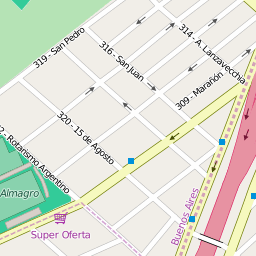 319 - San Pedro
316 - San Juan
314 - A. Lanzavecchia
309 - Marañón
320 - 15 de Agosto
2 - Rotarismo Argentino
Almagro
Super Oferta
Buenos Aires